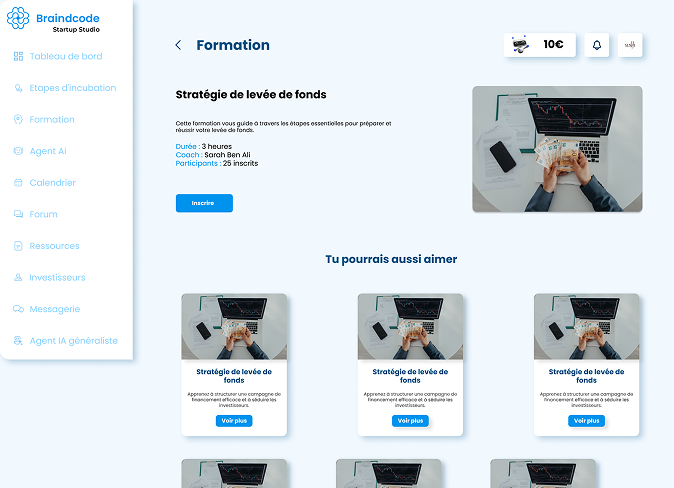 Braindcode
Startup Studio
Tableau de bord
Etapes d'incubation
Formation
Agent Ai
Calendrier
Forum
Ressources
Investisseurs
Messagerie
Agent IA généraliste
Formation
10€
Stratégie de levée de fonds
Cette formation vous guide à travers les étapes essentielles pour préparer et
réussir votre levée de fonds.
Durée : 3 heures
Coach : Sarah Ben Ali
Participants : 25 inscrits
Inscrire
Tu pourrais aussi aimer
Stratégie de levée de
fonds
Apprenez à structurer une campagne de
financement efficace et à séduire les
investisseurs.
Voir plus
Stratégie de levée de
fonds
Apprenez à structurer une campagne de
financement efficace et à séduire les
investisseurs.
Voir plus
Stratégie de levée de
fonds
Apprenez à structurer une campagne de
financement efficace et à séduire les
investisseurs.
Voir plus